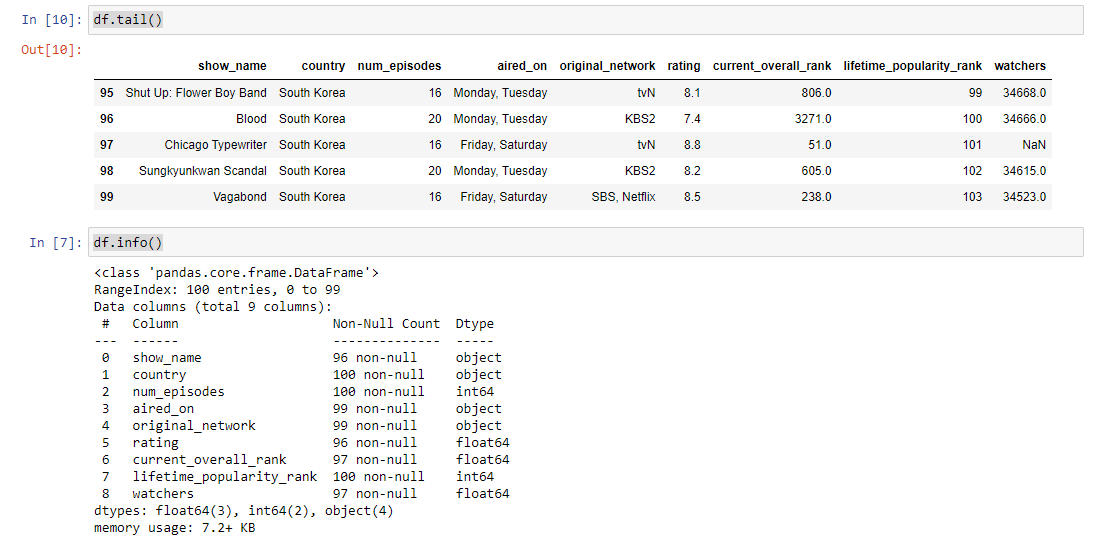 In [10]: df.tail()
Out[10]:
show_name country num_episodes aired_on original_network rating current_overall_rank lifetime_popularity_rank watchers
95 Shut Up: Flower Boy Band South Korea 16 Monday, Tuesday tvN 8.1 806.0 99 34668.0
96 Blood South Korea 20 Monday, Tuesday KBS2 7.4 3271.0 100 34666.0
97 Chicago Typewriter South Korea 16 Friday, Saturday tvN 8.8 51.0 101 NaN
98 Sungkyunkwan Scandal South Korea 20 Monday, Tuesday KBS2 8.2 605.0 102 34615.0
99 Vagabond South Korea 16 Friday, Saturday SBS, Netflix 8.5 238.0 103 34523.0
In [7]: df.info()
<class 'pandas.core.frame.DataFrame'>
RangeIndex: 100 entries, 0 to 99
Data columns (total 9 columns):
# Column Non-Null Count Dtype
--- ------ -------------- -----
0 show_name 96 non-null object
1 country 100 non-null object
2 num_episodes 100 non-null int64
3 aired_on 99 non-null object
4 original_network 99 non-null object
5 rating 96 non-null float64
6 current_overall_rank 97 non-null float64
7 lifetime_popularity_rank 100 non-null int64
8 watchers 97 non-null float64
dtypes: float64(3), int64(2), object(4)
memory usage: 7.2+ KB